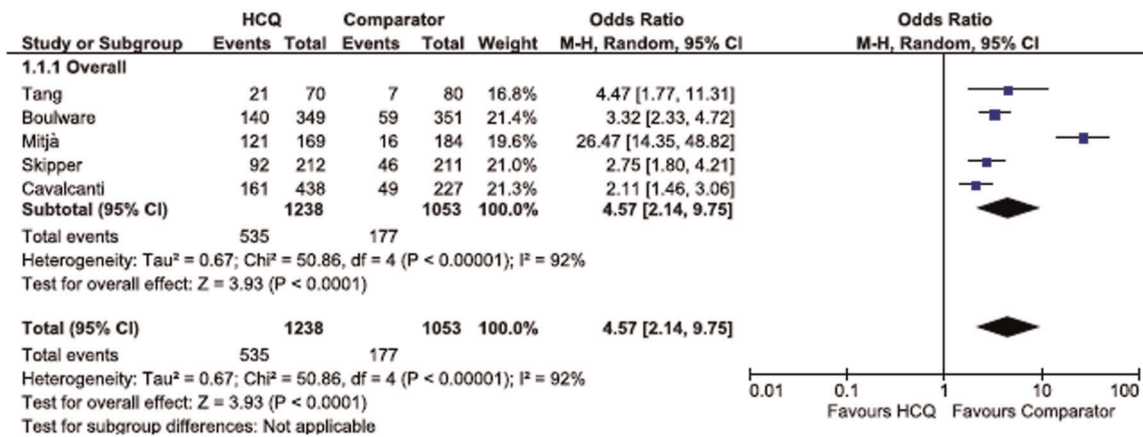 HCQ Comparator Odds Ratio Odds Ratio
Study or Subgroup Events Total Events Total Weight M-H, Random, 95% CI M-H, Random, 95% CI
1.1.1 Overall
Tang 21 70 7 80 16.8% 4.47 [1.77, 11.31]
Boulware 140 349 59 351 21.4% 3.32 [2.33, 4.72]
Mitjà 121 169 16 184 19.6% 26.47 [14.35, 48.82]
Skipper 92 212 46 211 21.0% 2.75 [1.80, 4.21]
Cavalcanti 161 438 49 227 21.3% 2.11 [1.46, 3.06]
Subtotal (95% CI) 1238 1053 100.0% 4.57 [2.14, 9.75]
Total events 535 177
Heterogeneity: Tau² = 0.67; Chi² = 50.86, df = 4 (P < 0.00001); I² = 92%
Test for overall effect: Z = 3.93 (P < 0.0001)
Total (95% CI) 1238 1053 100.0% 4.57 [2.14, 9.75]
Total events 535 177
Heterogeneity: Tau² = 0.67; Chi² = 50.86, df = 4 (P < 0.00001); I² = 92%
Test for overall effect: Z = 3.93 (P < 0.0001)
Test for subgroup differences: Not applicable
0.01 0.1 1 10 100
Favours HCQ Favours Comparator